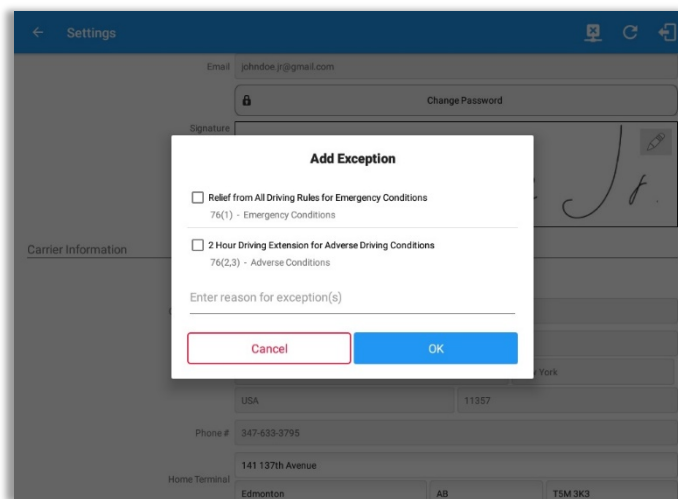 Settings
Email johndoe.jr@gmail.com
Change Password
Signature
Jr.
Add Exception
Relief from All Driving Rules for Emergency Conditions
76(1) - Emergency Conditions
2 Hour Driving Extension for Adverse Driving Conditions
76(2,3) - Adverse Conditions
Enter reason for exception(s)
Cancel OK
Carrier Information
York
USA 11357
Phone # 347-633-3795
141 137th Avenue
Home Terminal
Edmonton AB T5M 3K3